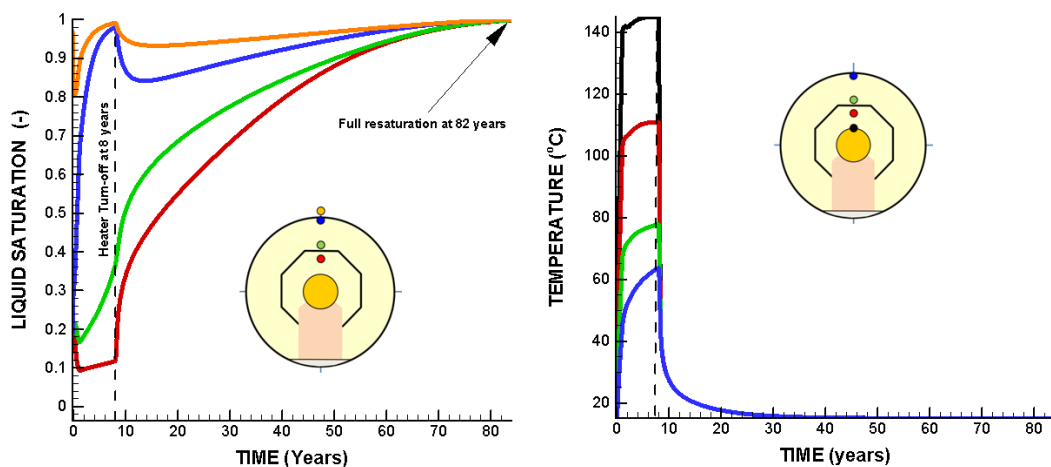 1
0.9
0.8
0.7
0.6
0.5
0.4
0.3
0.2
0.1
0
LIQUID SATURATION (-)
Heater Turn-off at 8 years
Full resaturation at 82 years
0 10 20 30 40 50 60 70 80
TIME (Years)
140
120
100
80
60
40
20
TEMPERATURE (°C)
0 10 20 30 40 50 60 70 80
TIME (years)